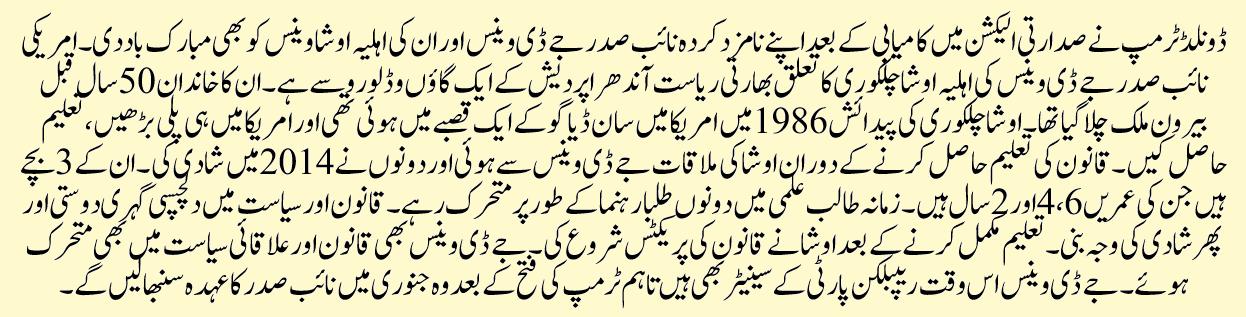 ڈونلڈ ٹرمپ نے صدارتی الیکشن میں کامیابی کے بعد اپنے نامزد کردہ نائب صدر جے ڈی وینس اور ان کی اہلیہ اوشا وینس کو بھی مبارک باد دی۔ امریکی
نائب صدر جے ڈی وینس کی اہلیہ اوشا چلکوری کا تعلق بھارتی ریاست آندھرا پردیش کے ایک گاؤں وڈلورو سے ہے۔ ان کا خاندان 50 سال قبل
بیرون ملک چلا گیا تھا۔ اوشا چلکوری کی پیدائش 1986 میں امریکا میں سان ڈیاگو کے ایک قصبے میں ہوئی تھی اور امریکا میں ہی پلی بڑھیں، تعلیم
حاصل کیں۔ قانون کی تعلیم حاصل کرنے کے دوران اوشا کی ملاقات جے ڈی وینس سے ہوئی اور دونوں نے 2014 میں شادی کی۔ ان کے 3 بچے
ہیں جن کی عمریں 6، 4 اور 2 سال ہیں۔ زمانہ طالب علمی میں دونوں طلبا رہنما کے طور پر متحرک رہے۔ قانون اور سیاست میں دلچسپی گہری دوستی اور
پھر شادی کی وجہ بنی۔ تعلیم مکمل کرنے کے بعد اوشا نے قانون کی پریکٹس شروع کی۔ جے ڈی وینس بھی قانون اور علاقائی سیاست میں بھی متحرک
ہوئے۔ جے ڈی وینس اس وقت ریپبلکن پارٹی کے سینیٹر بھی ہیں تاہم ٹرمپ کی فتح کے بعد وہ جنوری میں نائب صدر کا عہدہ سنبھالیں گے۔